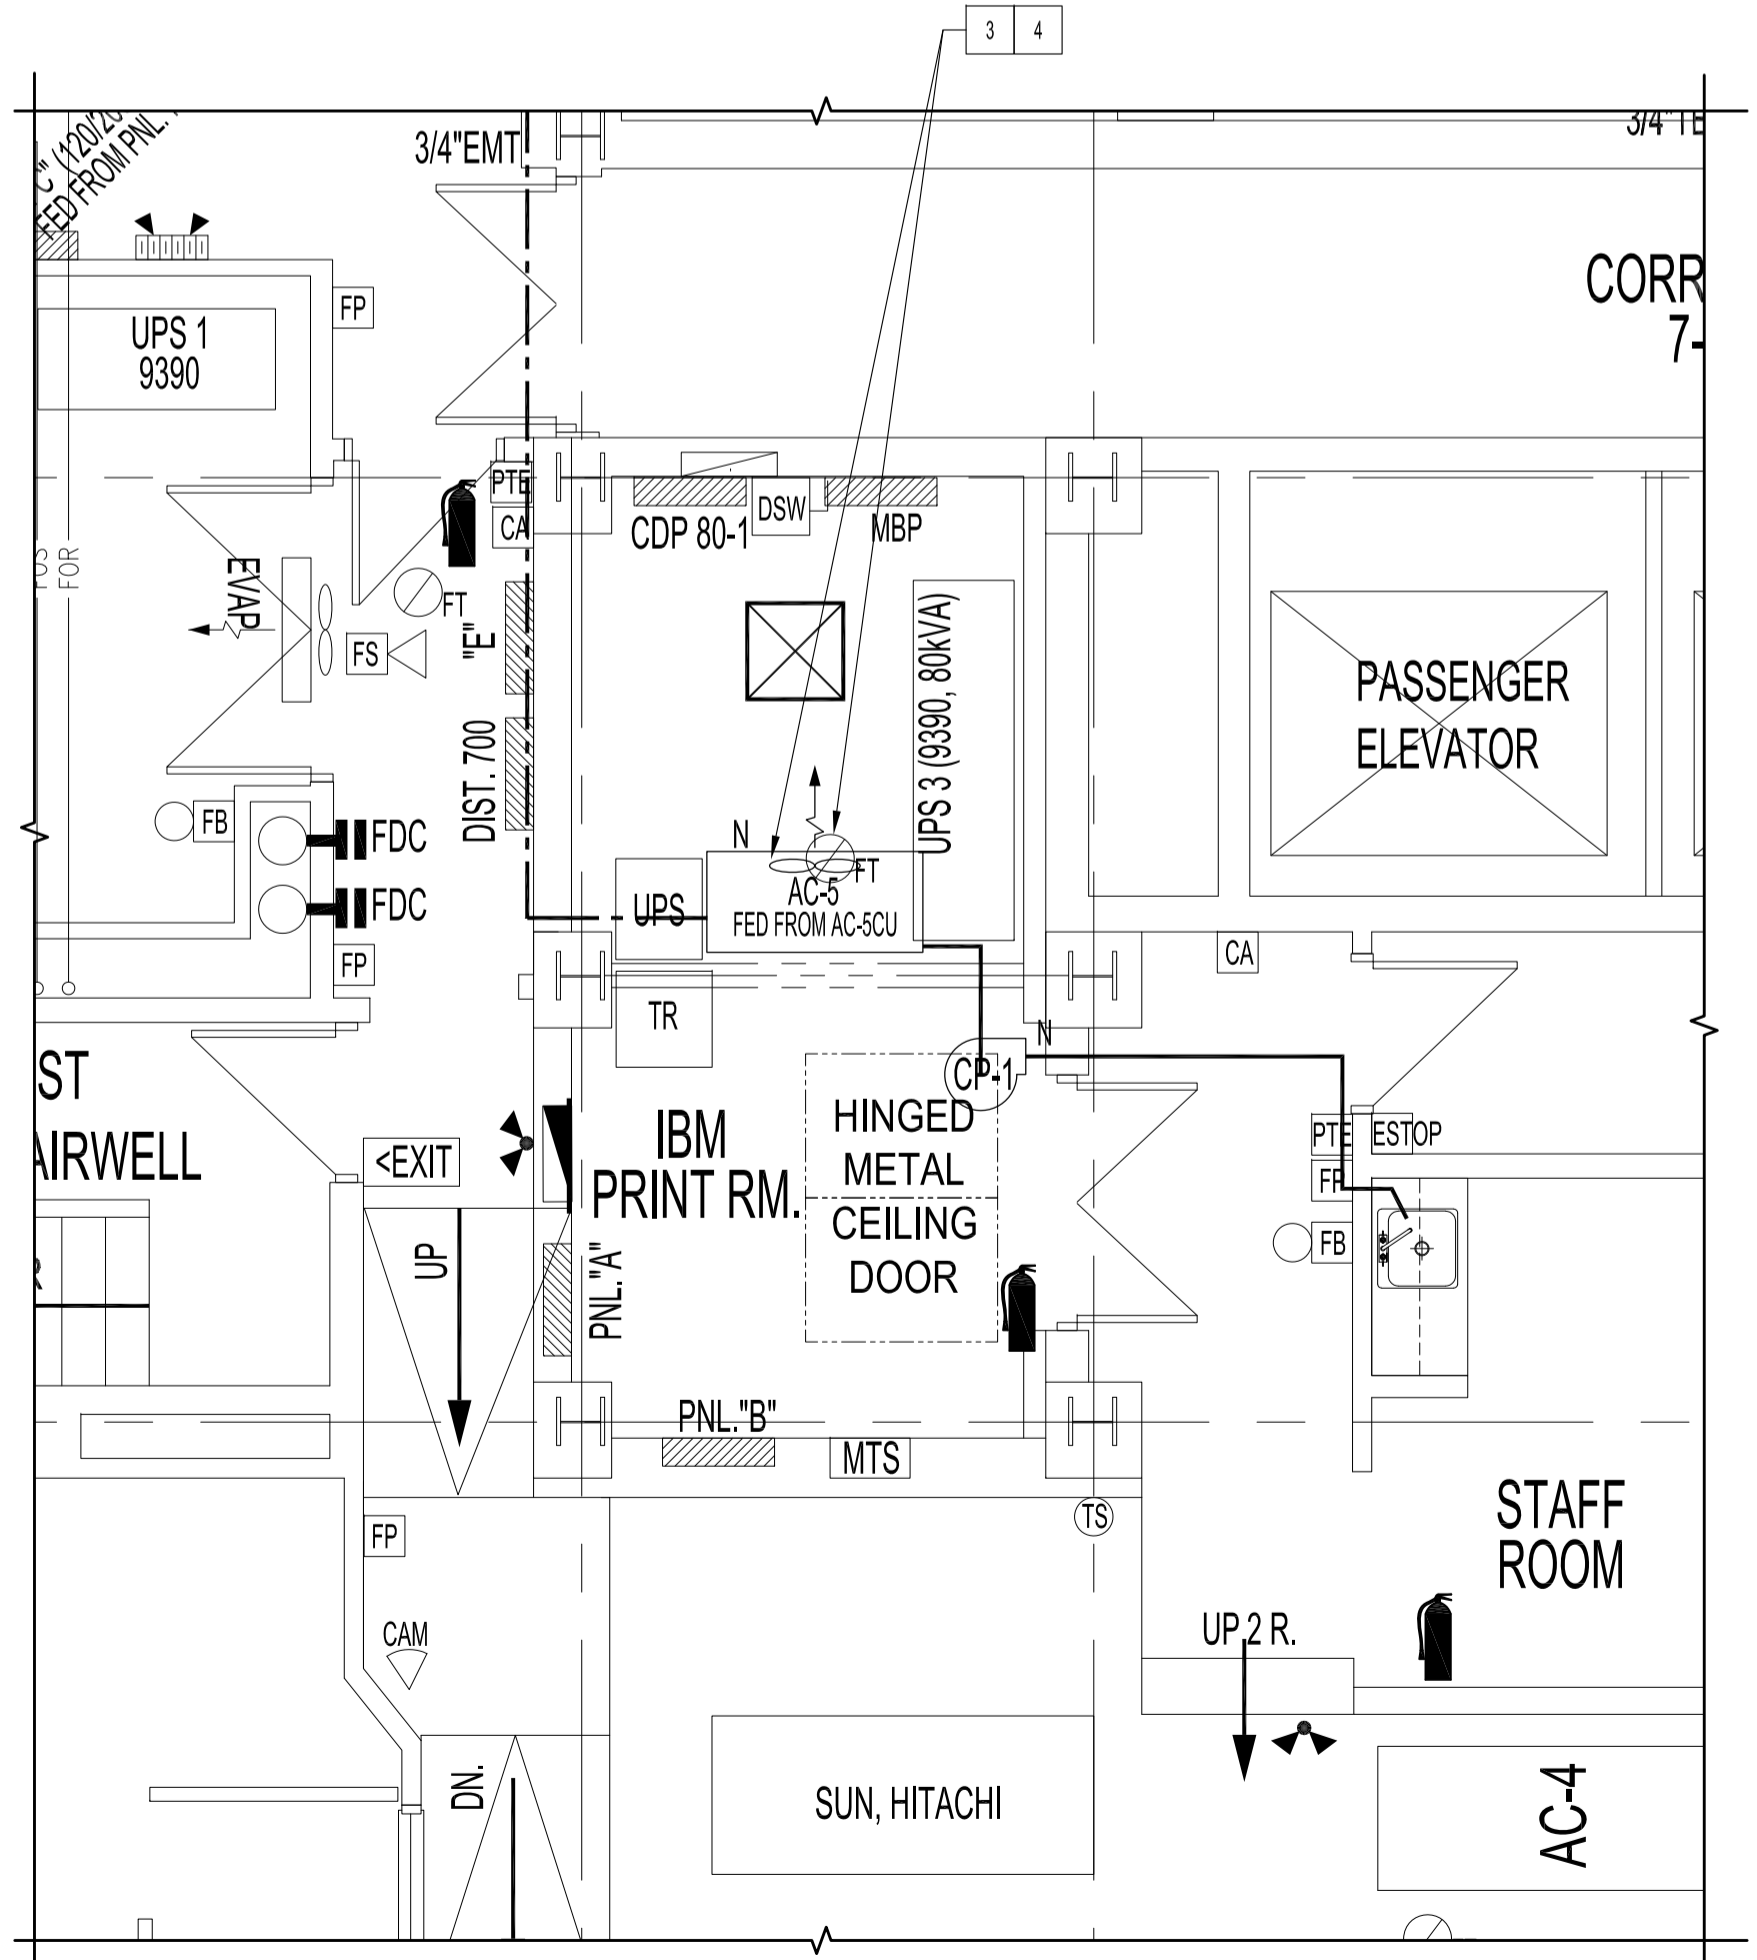 3 4
3/4"EMT
FED FROM PNL.
CORR
7-
FP
UPS 1
9390
PTE
CA
CDP 80-1
DSW
MBP
FOR
EVAP
FT
FS
"E"
UPS 3 (9390, 80kVA)
PASSENGER
ELEVATOR
DIST. 700
FB
FDC
N
FT
AC-5
FED FROM AC-5CU
UPS
FDC
FP
CA
TR
N
CP-1
ST
AIRWELL
<EXIT
IBM
PRINT RM.
HINGED
METAL
CEILING
DOOR
PTE
ESTOP
FP
FB
UP
PNL."A"
PNL."B"
MTS
TS
STAFF
ROOM
FP
CAM
UP 2 R.
DN.
SUN, HITACHI
AC-4